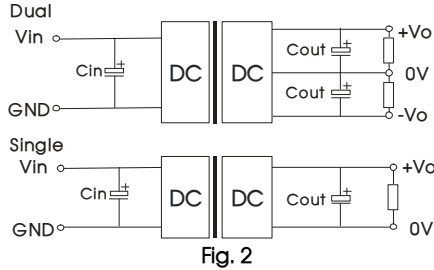 Dual
Vin
+
Cin
DC
DC
Cout
+
Cout
+
+Vo
0V
-Vo
GND
Single
Vin
+
Cin
DC
DC
Cout
+
+Vo
0V
GND
Fig. 2